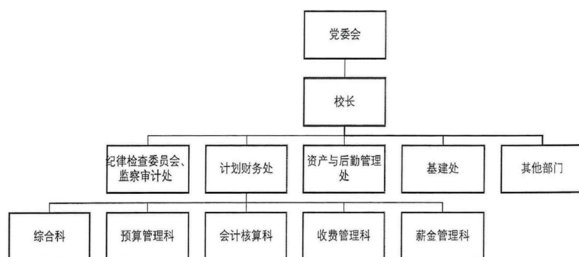 党委会
校长
纪律检查委员会、
监察审计处
计划财务处
资产与后勤管理
处
基建处
其他部门
综合科
预算管理科
会计核算科
收费管理科
薪金管理科